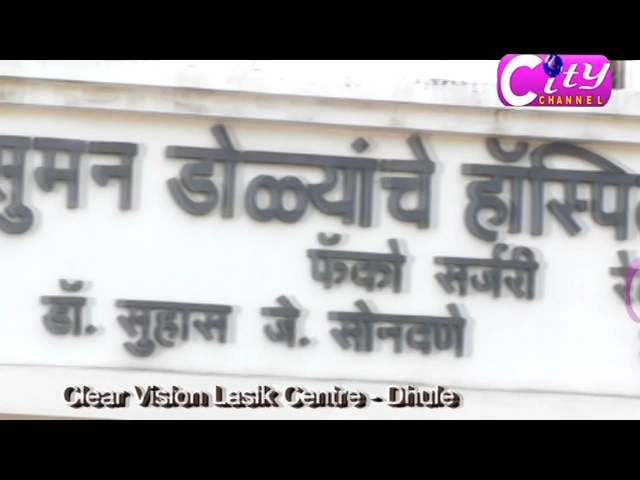 City
CHANNEL
सुमन डोळ्यांचे
फॅको सर्जरी
डॉ. सुहास जे. सोनवणे
Clear Vision Lasik Centre - Dhule